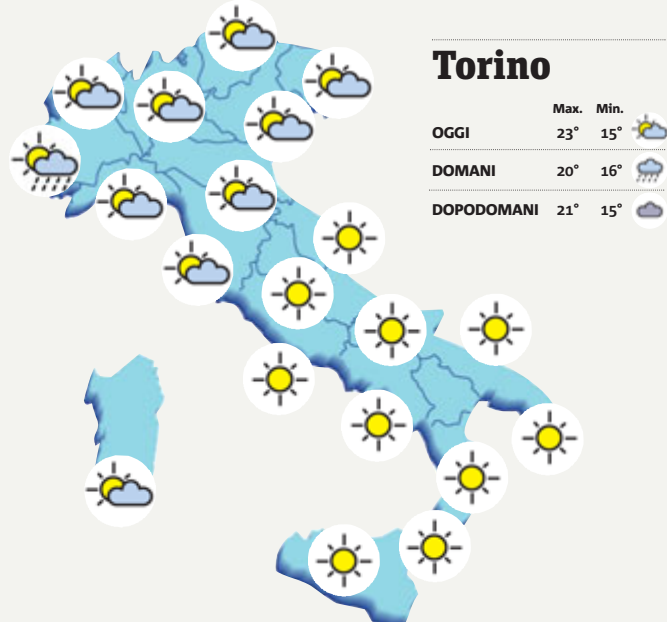 Torino
Max. Min.
OGGI 23° 15°
DOMANI 20° 16°
DOPODOMANI 21° 15°